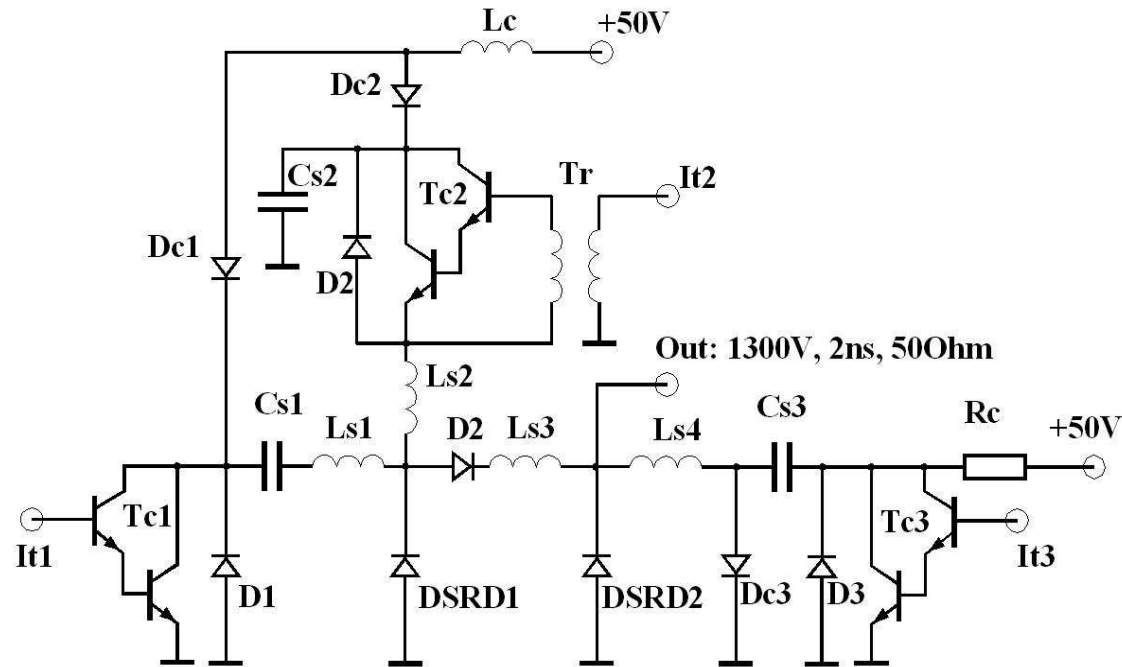 Lc
+50V
Dc2
Cs2
Tc2
Tr
It2
Dc1
D2
Out: 1300V, 2ns, 50Ohm
Ls2
Cs1
Ls1
D2
Ls3
Ls4
Cs3
Rc
+50V
Tc1
Tc3
It1
It3
D1
DSRD1
DSRD2
Dc3
D3